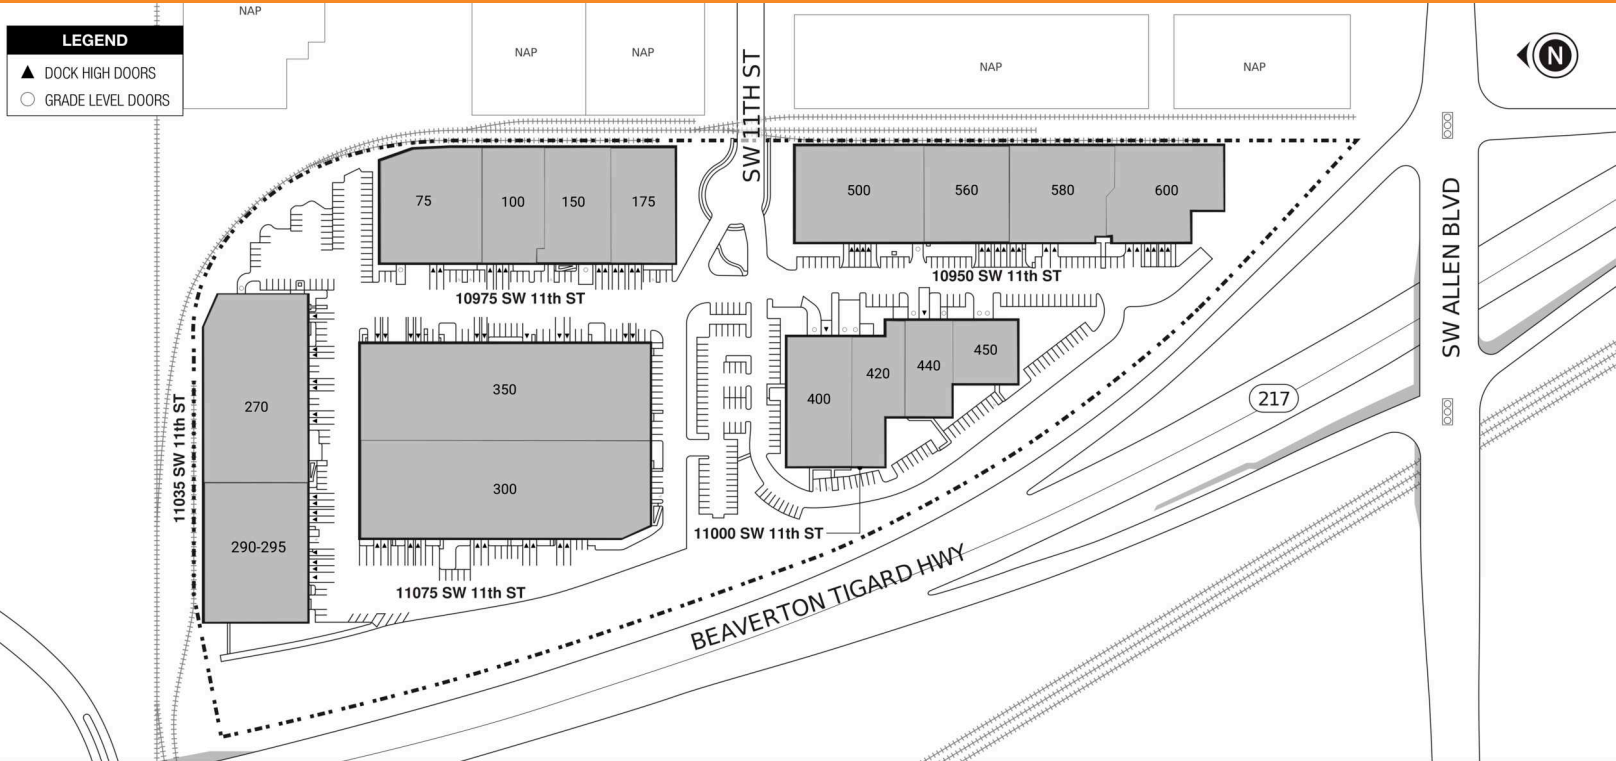 NAP
LEGEND
DOCK HIGH DOORS
GRADE LEVEL DOORS
NAP
NAP
SW 11TH ST
NAP
NAP
N
75
100
150
175
10975 SW 11th ST
500
560
580
600
10950 SW 11th ST
SW ALLEN BLVD
270
290-295
11035 SW 11th ST
350
300
11075 SW 11th ST
400
420
440
450
11000 SW 11th ST
217
BEAVERTON TIGARD HWY